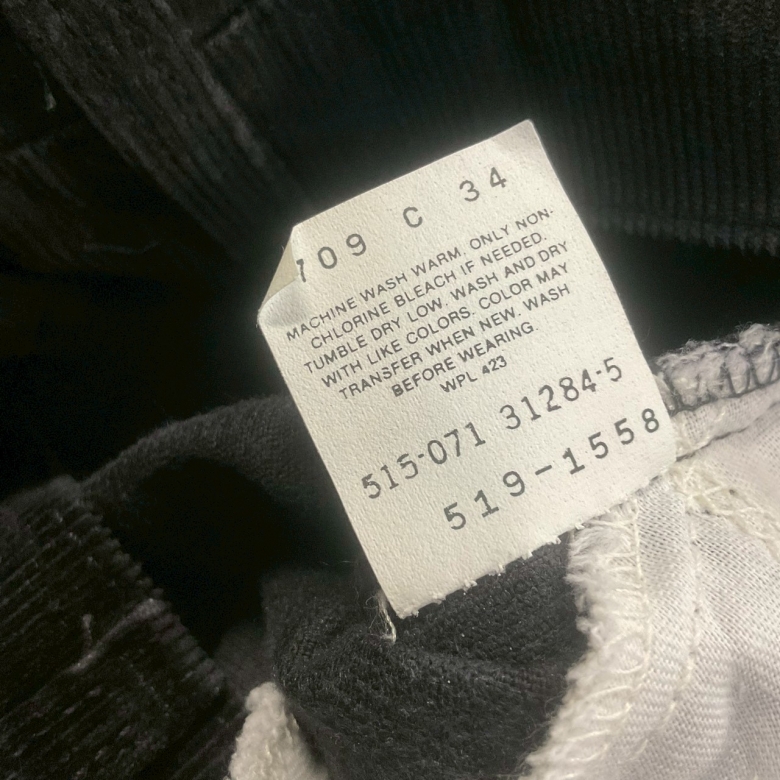 709 C 34
MACHINE WASH WARM. ONLY NON-
CHLORINE BLEACH IF NEEDED.
TUMBLE DRY LOW. WASH AND DRY
WITH LIKE COLORS. COLOR MAY
TRANSFER WHEN NEW. WASH
BEFORE WEARING.
WPL 423
515-071 31284-5
519-1558